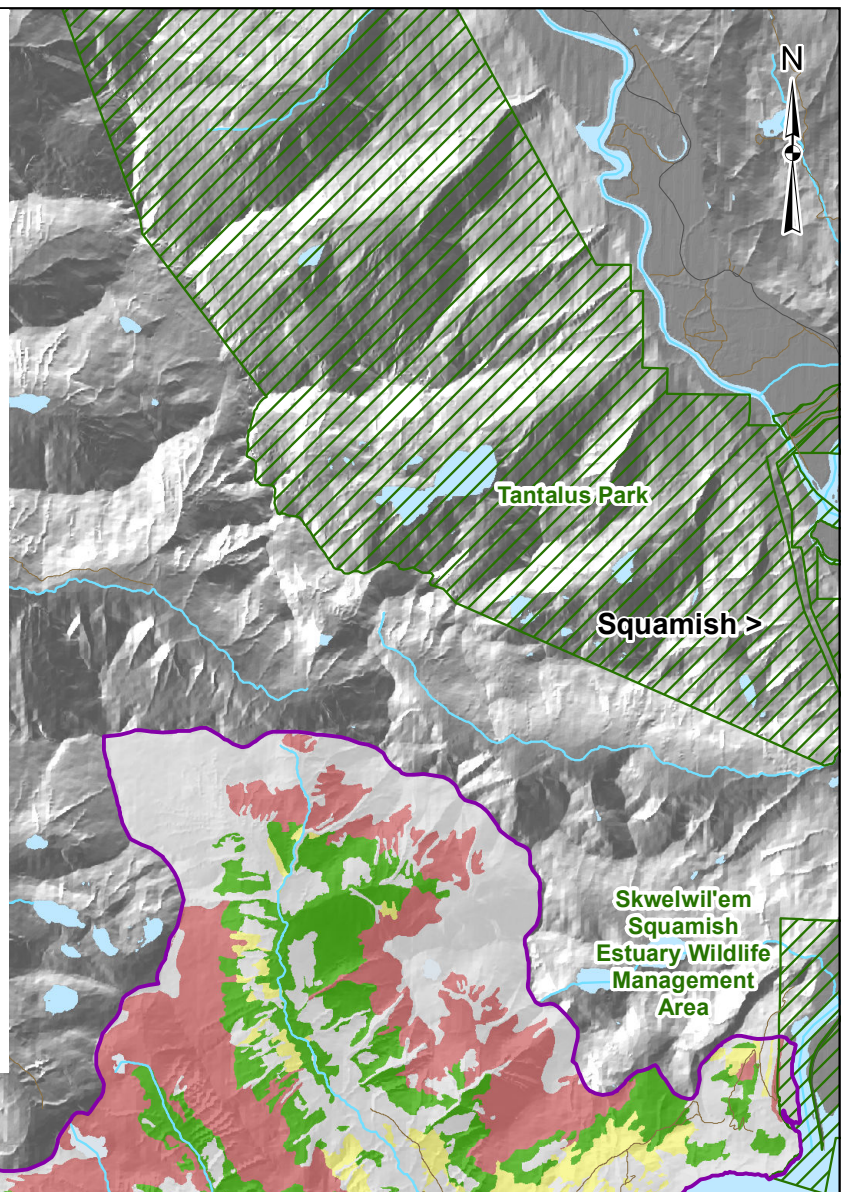 N
Tantalus Park
Squamish >
Skwelwil'em
Squamish
Estuary Wildlife
Management
Area